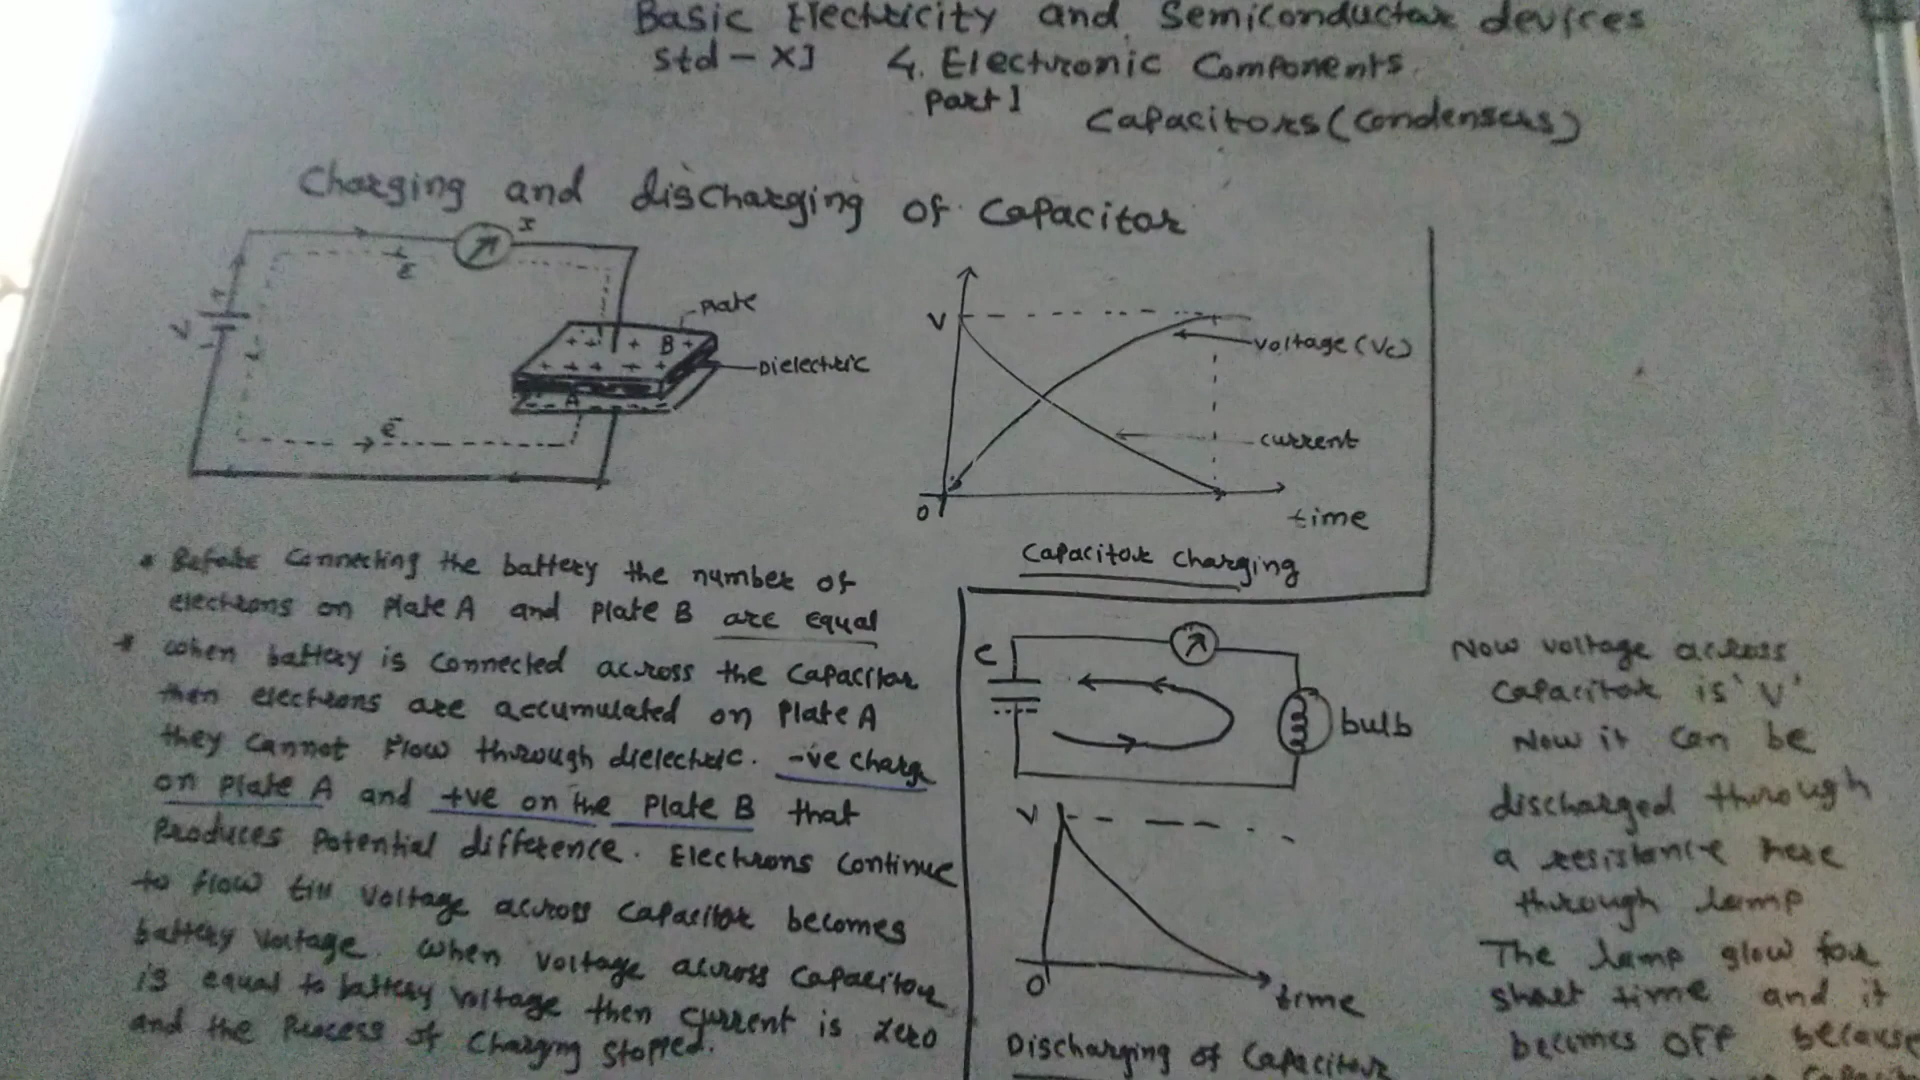 Basic Electricity and Semiconductor devices
Std - XI 4. Electronic Components
Part I
Capacitors (Condensers)
Charging and discharging of Capacitor
I
E
V
+
-
Plate
B
Dielectric
A
e-
V
Voltage (Vc)
current
0
time
Capacitor Charging
* Before Connecting the battery the number of
electrons on Plate A and Plate B are equal
* when battery is connected across the Capacitor
then electrons are accumulated on Plate A
they cannot Flow through dielectric. -ve charge
on plate A and +ve on the Plate B that
Produces Potential difference. Electrons Continue
to flow till Voltage across Capacitor becomes
battery Voltage. When Voltage across Capacitor
is equal to battery Voltage then current is zero
and the Process of Charging Stopped.
C
bulb
V
0
time
Discharging of Capacitor
Now voltage across
Capacitor is 'V'
Now it can be
discharged through
a resistance here
through lamp
The lamp glow for
short time and it
becomes OFF because